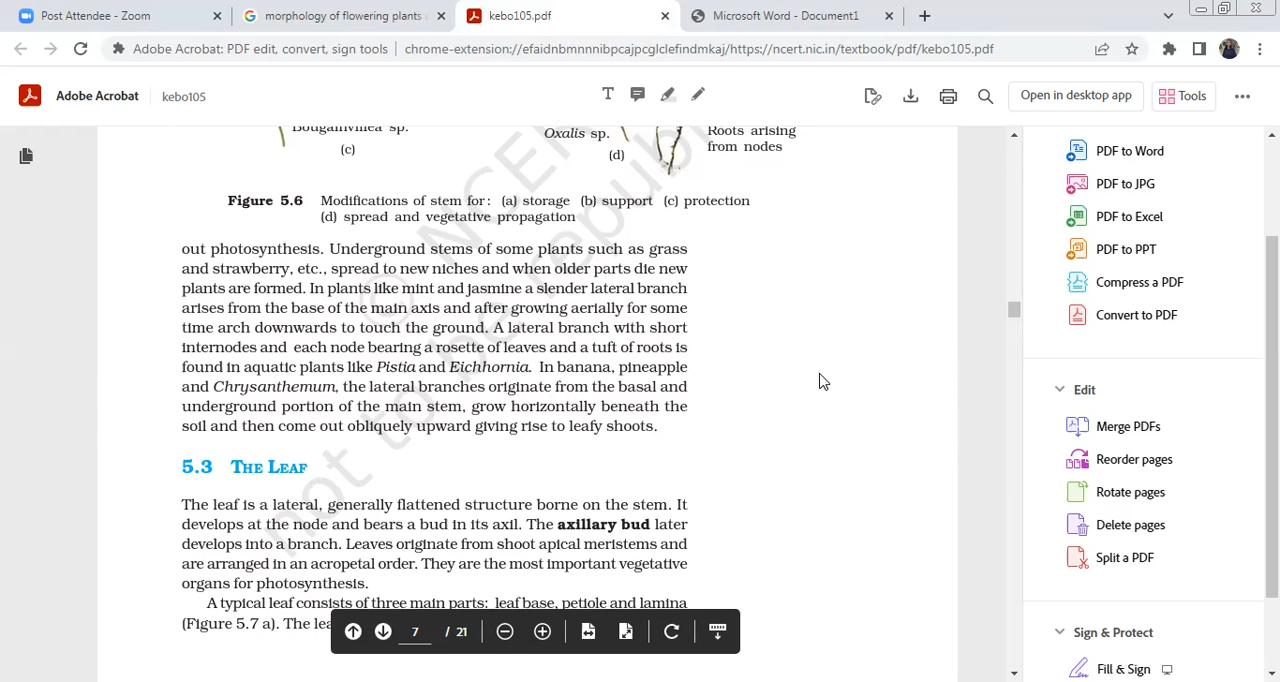 Post Attendee - Zoom
morphology of flowering plants
kebo105.pdf
Microsoft Word - Document1
Adobe Acrobat: PDF edit, convert, sign tools
chrome-extension://efaidnbmnnnibpcajpcglclefindmkaj/https://ncert.nic.in/textbook/pdf/kebo105.pdf
Adobe Acrobat
kebo105
Open in desktop app
Tools
Bougainvillea sp.
(c)
Oxalis sp.
(d)
Roots arising
from nodes
Figure 5.6 Modifications of stem for: (a) storage (b) support (c) protection
(d) spread and vegetative propagation
out photosynthesis. Underground stems of some plants such as grass
and strawberry, etc., spread to new niches and when older parts die new
plants are formed. In plants like mint and jasmine a slender lateral branch
arises from the base of the main axis and after growing aerially for some
time arch downwards to touch the ground. A lateral branch with short
internodes and each node bearing a rosette of leaves and a tuft of roots is
found in aquatic plants like Pistia and Eichhornia. In banana, pineapple
and Chrysanthemum, the lateral branches originate from the basal and
underground portion of the main stem, grow horizontally beneath the
soil and then come out obliquely upward giving rise to leafy shoots.
5.3 THE LEAF
The leaf is a lateral, generally flattened structure borne on the stem. It
develops at the node and bears a bud in its axil. The axillary bud later
develops into a branch. Leaves originate from shoot apical meristems and
are arranged in an acropetal order. They are the most important vegetative
organs for photosynthesis.
A typical leaf consists of three main parts: leaf base, petiole and lamina
(Figure 5.7 a). The
7 / 21
© NCE
not to be republi
PDF to Word
PDF to JPG
PDF to Excel
PDF to PPT
Compress a PDF
Convert to PDF
Edit
Merge PDFs
Reorder pages
Rotate pages
Delete pages
Split a PDF
Sign & Protect
Fill & Sign